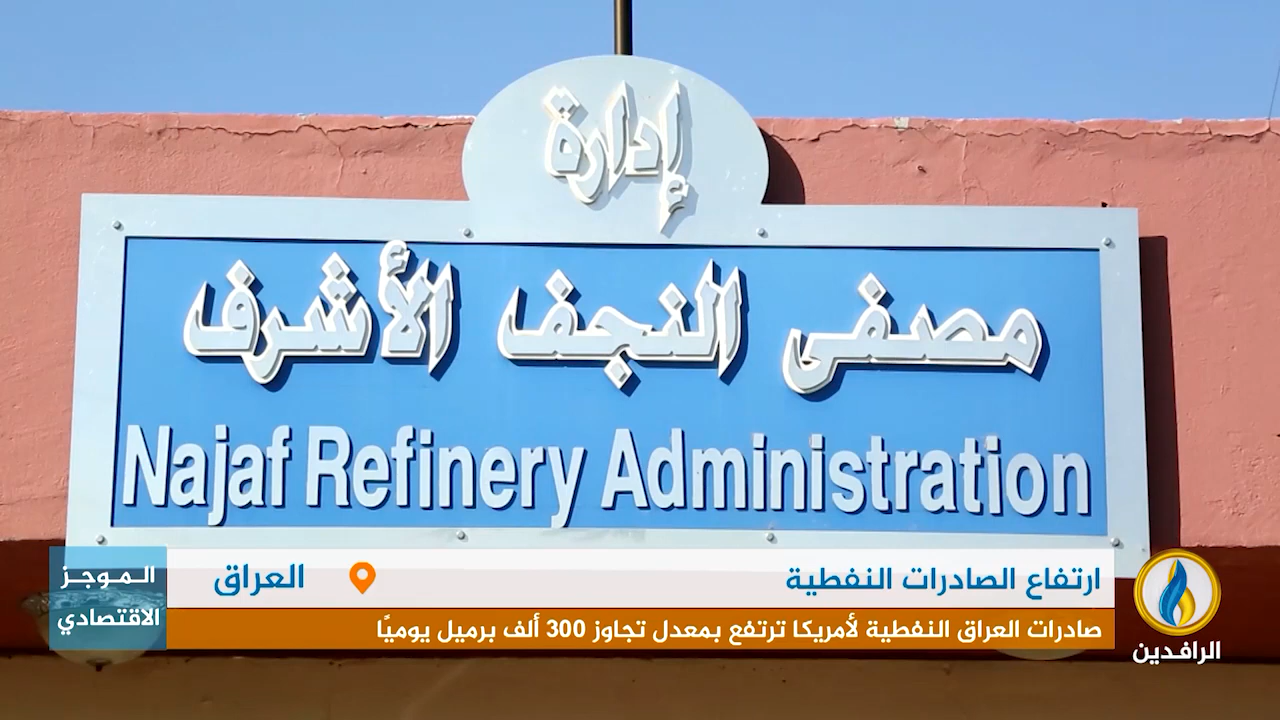 إدارة
مصفى النجف الأشرف
Najaf Refinery Administration
ارتفاع الصادرات النفطية
العراق
الموجز
الاقتصادي
صادرات العراق النفطية لأمريكا ترتفع بمعدل تجاوز 300 ألف برميل يوميًا
الرافدين